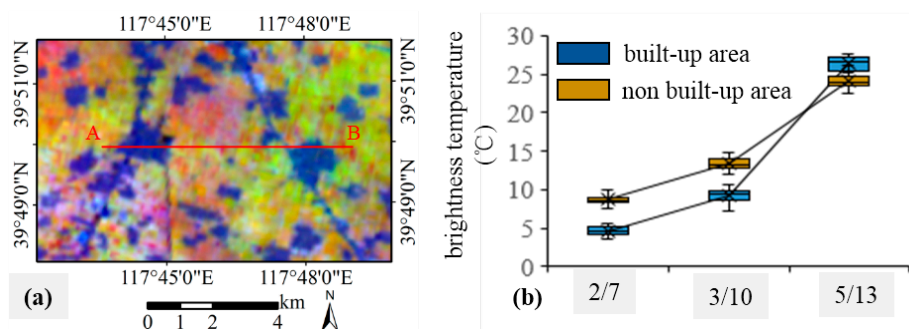 117°45'0"E 117°48'0"E
39°51'0"N
39°49'0"N
A B
39°51'0"N
39°49'0"N
117°45'0"E 117°48'0"E
(a)
km
0 1 2 4
N
brightness temperature
(℃)
30
25
20
15
10
5
0
built-up area
non built-up area
(b)
2/7 3/10 5/13